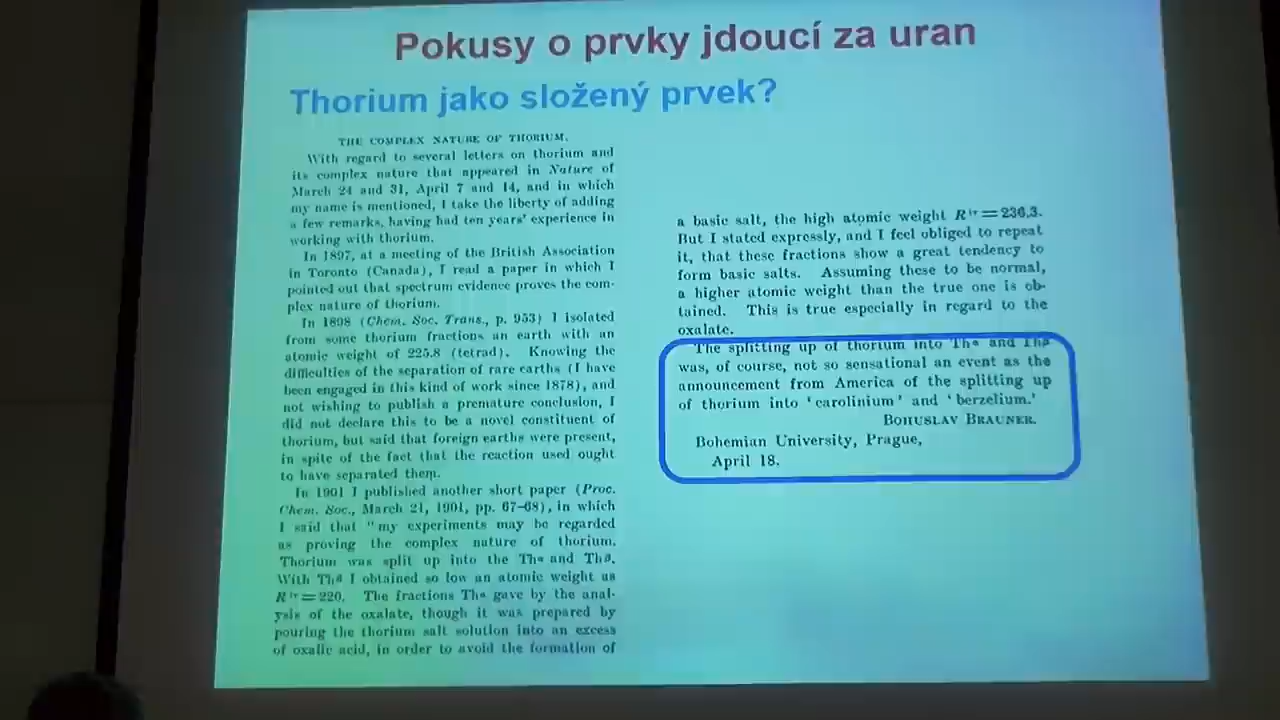 Pokusy o prvky jdoucí za uran
Thorium jako složený prvek?
THE COMPLEX NATURE OF THORIUM.
With regard to several letters on thorium and
its complex nature that appeared in Nature of
March 24 and 31, April 7 and 14, and in which
my name is mentioned, I take the liberty of adding
a few remarks, having had ten years' experience in
working with thorium.
In 1897, at a meeting of the British Association
in Toronto (Canada), I read a paper in which I
pointed out that spectrum evidence proves the com-
plex nature of thorium.
In 1898 (Chem. Soc. Trans., p. 953) I isolated
from some thorium fractions an earth with an
atomic weight of 225.8 (tetrad). Knowing the
difficulties of the separation of rare earths (I have
been engaged in this kind of work since 1878), and
not wishing to publish a premature conclusion, I
did not declare this to be a novel constituent of
thorium, but said that foreign earths were present,
in spite of the fact that the reaction used ought
to have separated them.
In 1901 I published another short paper (Proc.
Chem. Soc., March 21, 1901, pp. 67-68), in which
I said that "my experiments may be regarded
as proving the complex nature of thorium.
Thorium was split up into the Thα and Thβ.
With Thβ I obtained so low an atomic weight as
Rⁱᵛ=220. The fractions Thα gave by the anal-
ysis of the oxalate, though it was prepared by
pouring the thorium salt solution into an excess
of oxalic acid, in order to avoid the formation of
a basic salt, the high atomic weight Rⁱᵛ=236.3.
But I stated expressly, and I feel obliged to repeat
it, that these fractions show a great tendency to
form basic salts. Assuming these to be normal,
a higher atomic weight than the true one is ob-
tained. This is true especially in regard to the
oxalate.
The splitting up of thorium into Thα and Thβ
was, of course, not so sensational an event as the
announcement from America of the splitting up
of thorium into 'carolinium' and 'berzelium.'
BOHUSLAV BRAUNER.
Bohemian University, Prague,
April 18.